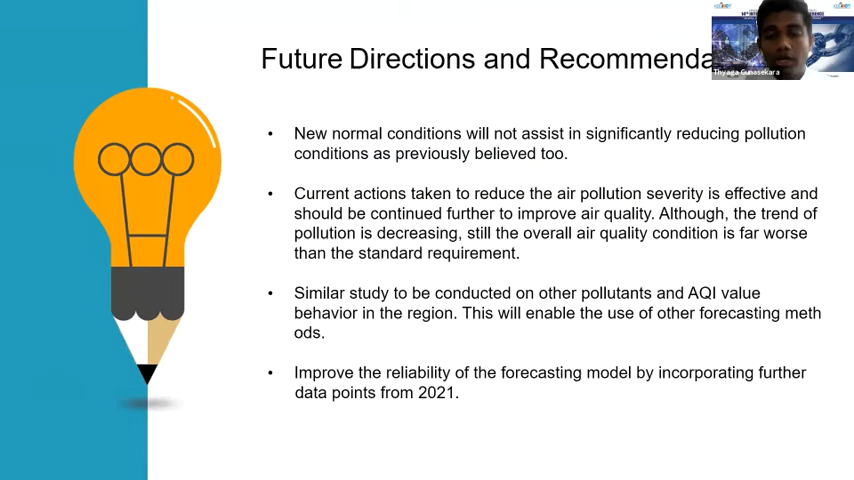 Future Directions and Recommenda
Thyaga Gunasekara
• New normal conditions will not assist in significantly reducing pollution
conditions as previously believed too.
• Current actions taken to reduce the air pollution severity is effective and
should be continued further to improve air quality. Although, the trend of
pollution is decreasing, still the overall air quality condition is far worse
than the standard requirement.
• Similar study to be conducted on other pollutants and AQI value
behavior in the region. This will enable the use of other forecasting meth
ods.
• Improve the reliability of the forecasting model by incorporating further
data points from 2021.